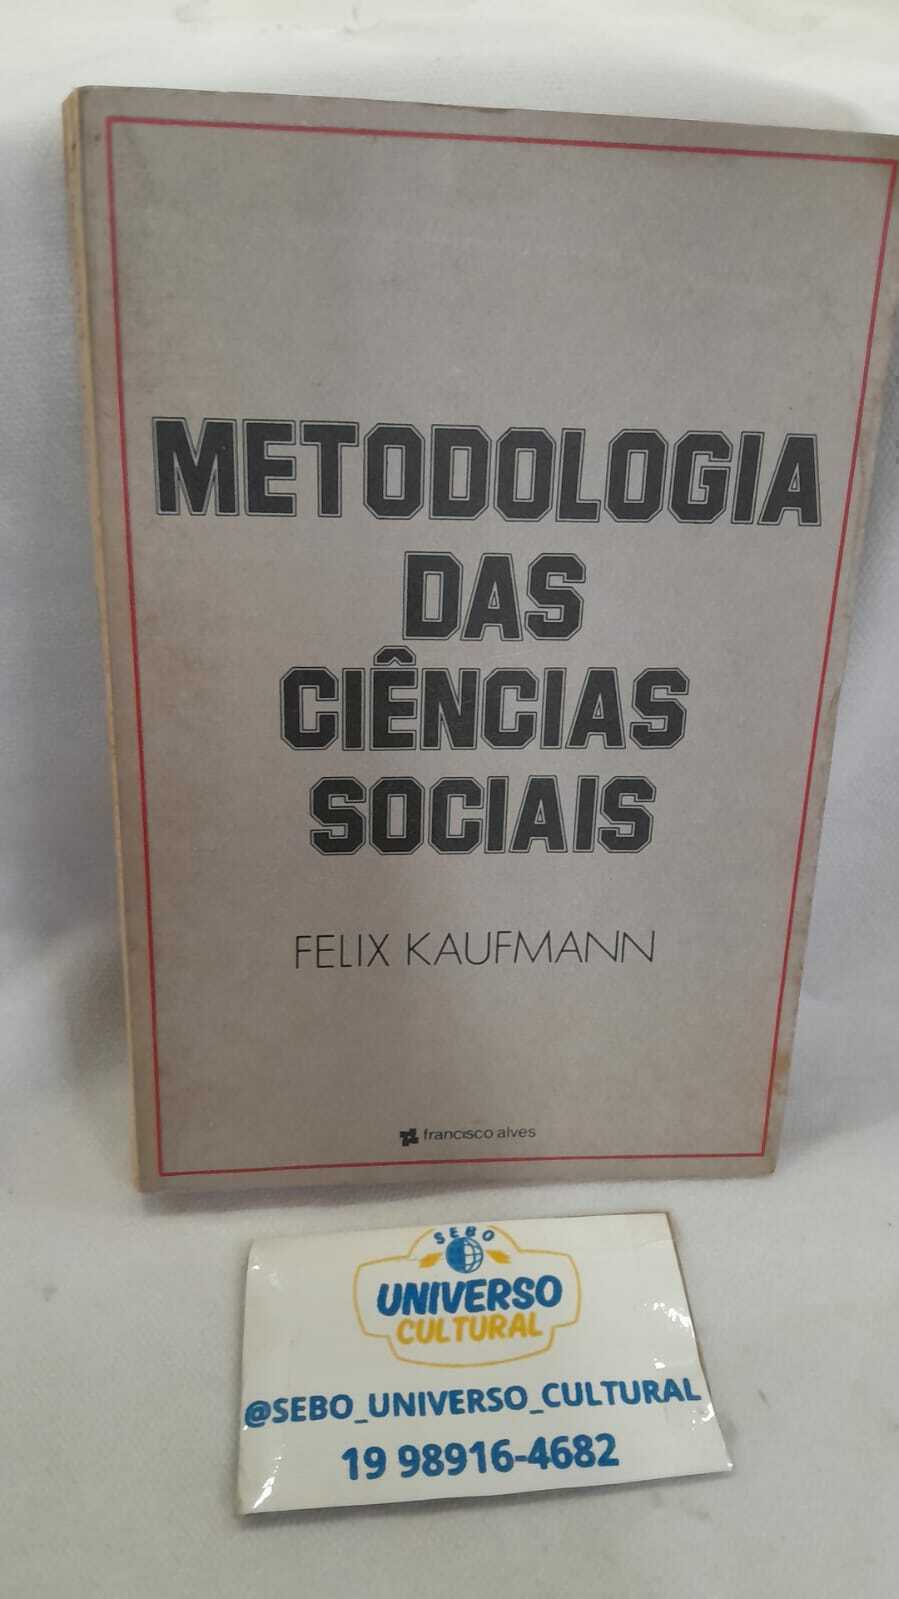 METODOLOGIA
DAS
CIÊNCIAS
SOCIAIS
FELIX KAUFMANN
francisco alves
SEBO
UNIVERSO
CULTURAL
@SEBO_UNIVERSO_CULTURAL
19 98916-4682